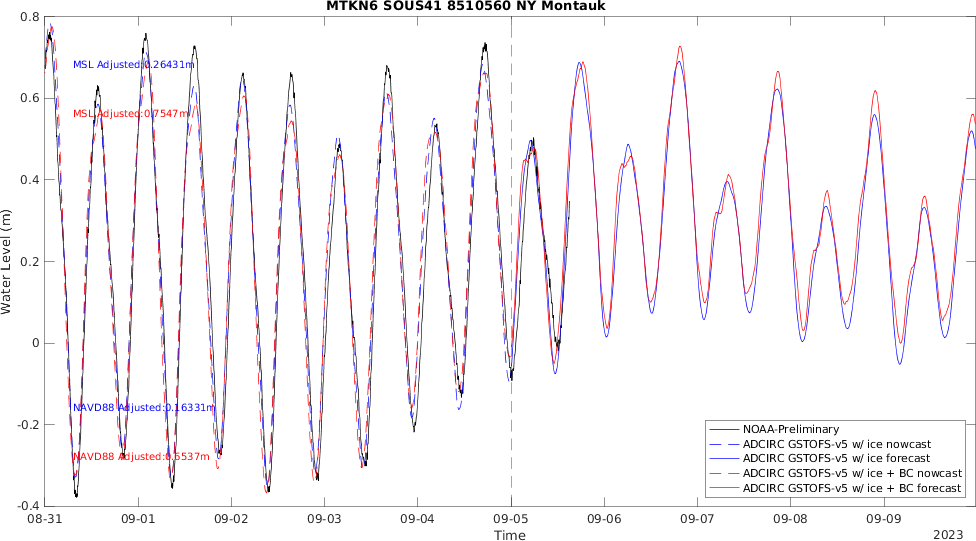 MTKN6 SOUS41 8510560 NY Montauk
0.8
0.6
0.4
0.2
0
-0.2
-0.4
Water Level (m)
MSL Adjusted:0.26431m
MSL Adjusted:0.7547m
NAVD88 Adjusted:0.16331m
NAVD88 Adjusted:0.6537m
NOAA-Preliminary
ADCIRC GSTOFS-v5 w/ ice nowcast
ADCIRC GSTOFS-v5 w/ ice forecast
ADCIRC GSTOFS-v5 w/ ice + BC nowcast
ADCIRC GSTOFS-v5 w/ ice + BC forecast
08-31 09-01 09-02 09-03 09-04 09-05 09-06 09-07 09-08 09-09
Time
2023